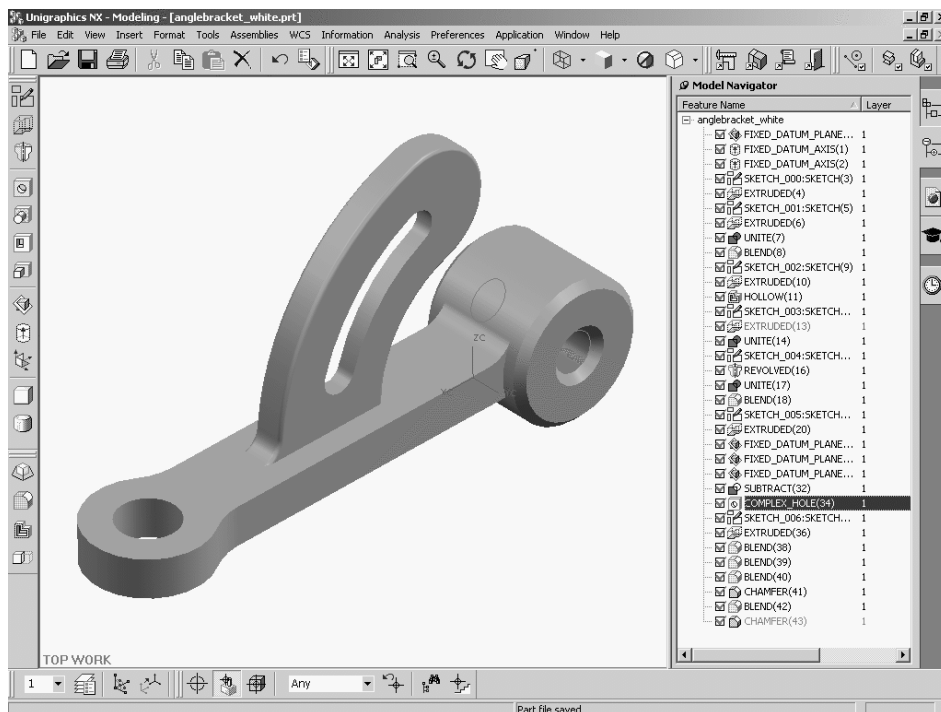 Unigraphics NX - Modeling - [anglebracket_white.prt]
File Edit View Insert Format Tools Assemblies WCS Information Analysis Preferences Application Window Help
Model Navigator
Feature Name Layer
anglebracket_white
FIXED_DATUM_PLANE... 1
FIXED_DATUM_AXIS(1) 1
FIXED_DATUM_AXIS(2) 1
SKETCH_000:SKETCH(3) 1
EXTRUDED(4) 1
SKETCH_001:SKETCH(5) 1
EXTRUDED(6) 1
UNITE(7) 1
BLEND(8) 1
SKETCH_002:SKETCH(9) 1
EXTRUDED(10) 1
HOLLOW(11) 1
SKETCH_003:SKETCH... 1
EXTRUDED(13) 1
UNITE(14) 1
SKETCH_004:SKETCH... 1
REVOLVED(16) 1
UNITE(17) 1
BLEND(18) 1
SKETCH_005:SKETCH... 1
EXTRUDED(20) 1
FIXED_DATUM_PLANE... 1
FIXED_DATUM_PLANE... 1
FIXED_DATUM_PLANE... 1
SUBTRACT(32) 1
COMPLEX_HOLE(34) 1
SKETCH_006:SKETCH... 1
EXTRUDED(36) 1
BLEND(38) 1
BLEND(39) 1
BLEND(40) 1
CHAMFER(41) 1
BLEND(42) 1
CHAMFER(43) 1
ZC
TOP WORK
1 Any
Part file saved